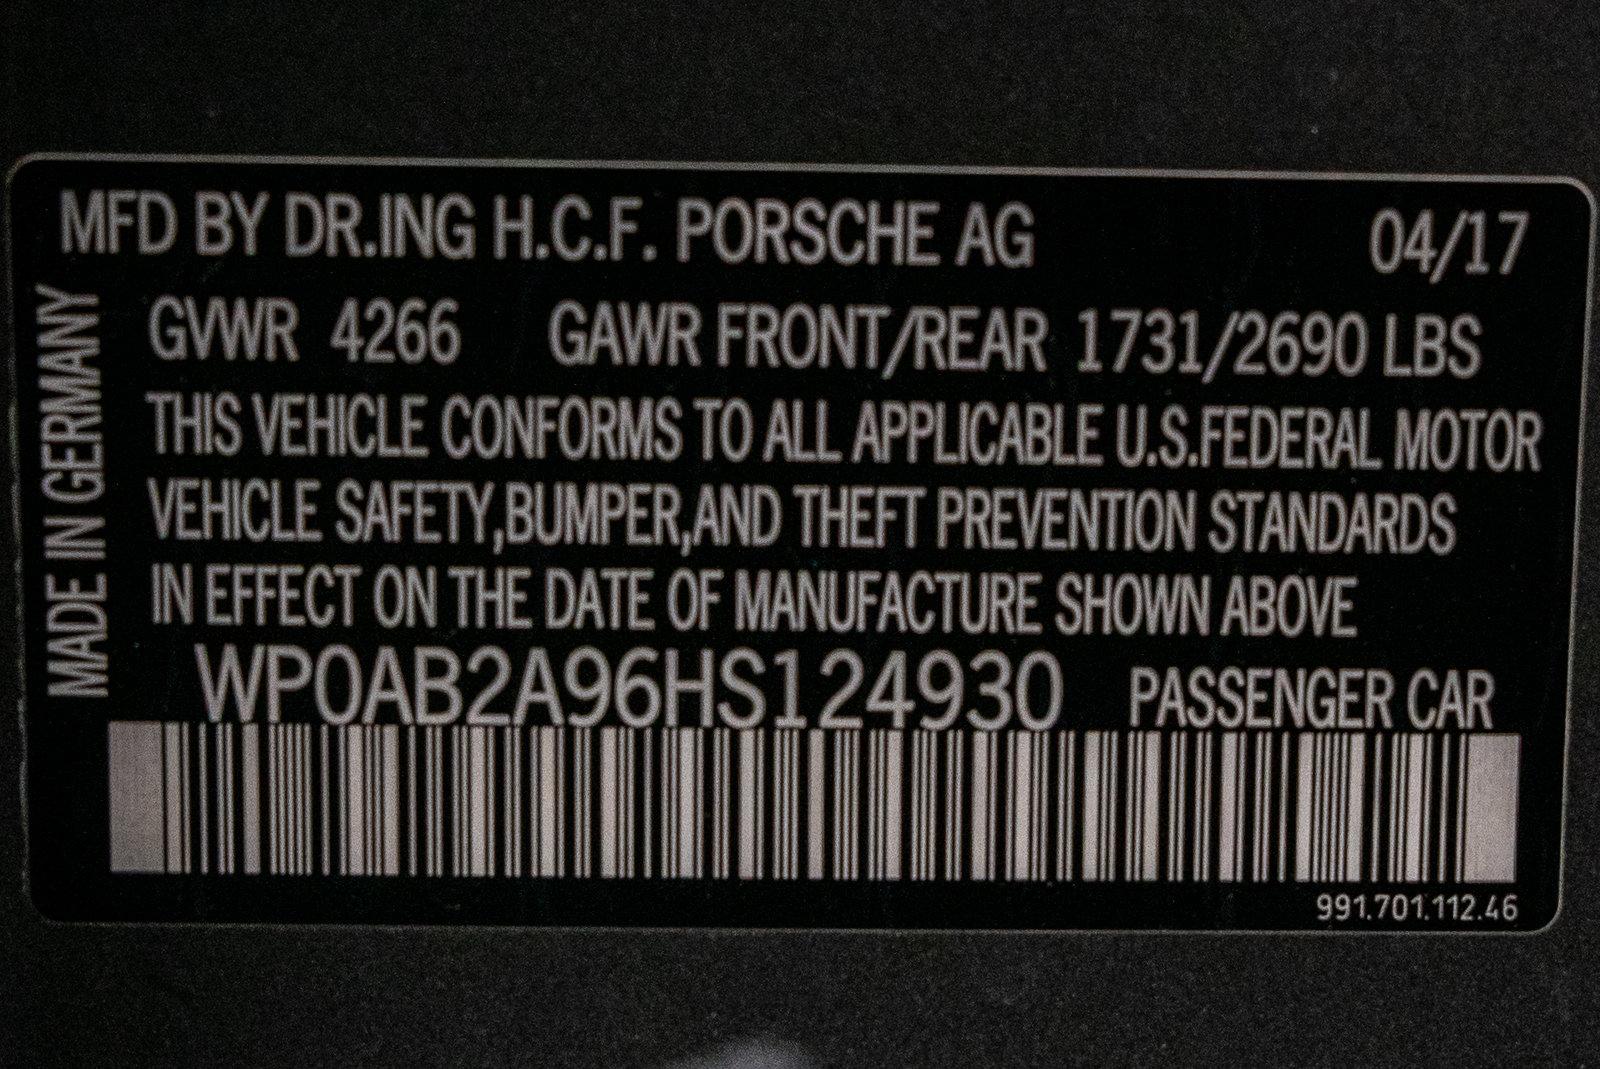 MFD BY DR.ING H.C.F. PORSCHE AG 04/17
MADE IN GERMANY
GVWR 4266 GAWR FRONT/REAR 1731/2690 LBS
THIS VEHICLE CONFORMS TO ALL APPLICABLE U.S.FEDERAL MOTOR
VEHICLE SAFETY,BUMPER,AND THEFT PREVENTION STANDARDS
IN EFFECT ON THE DATE OF MANUFACTURE SHOWN ABOVE
WP0AB2A96HS124930 PASSENGER CAR
991.701.112.46